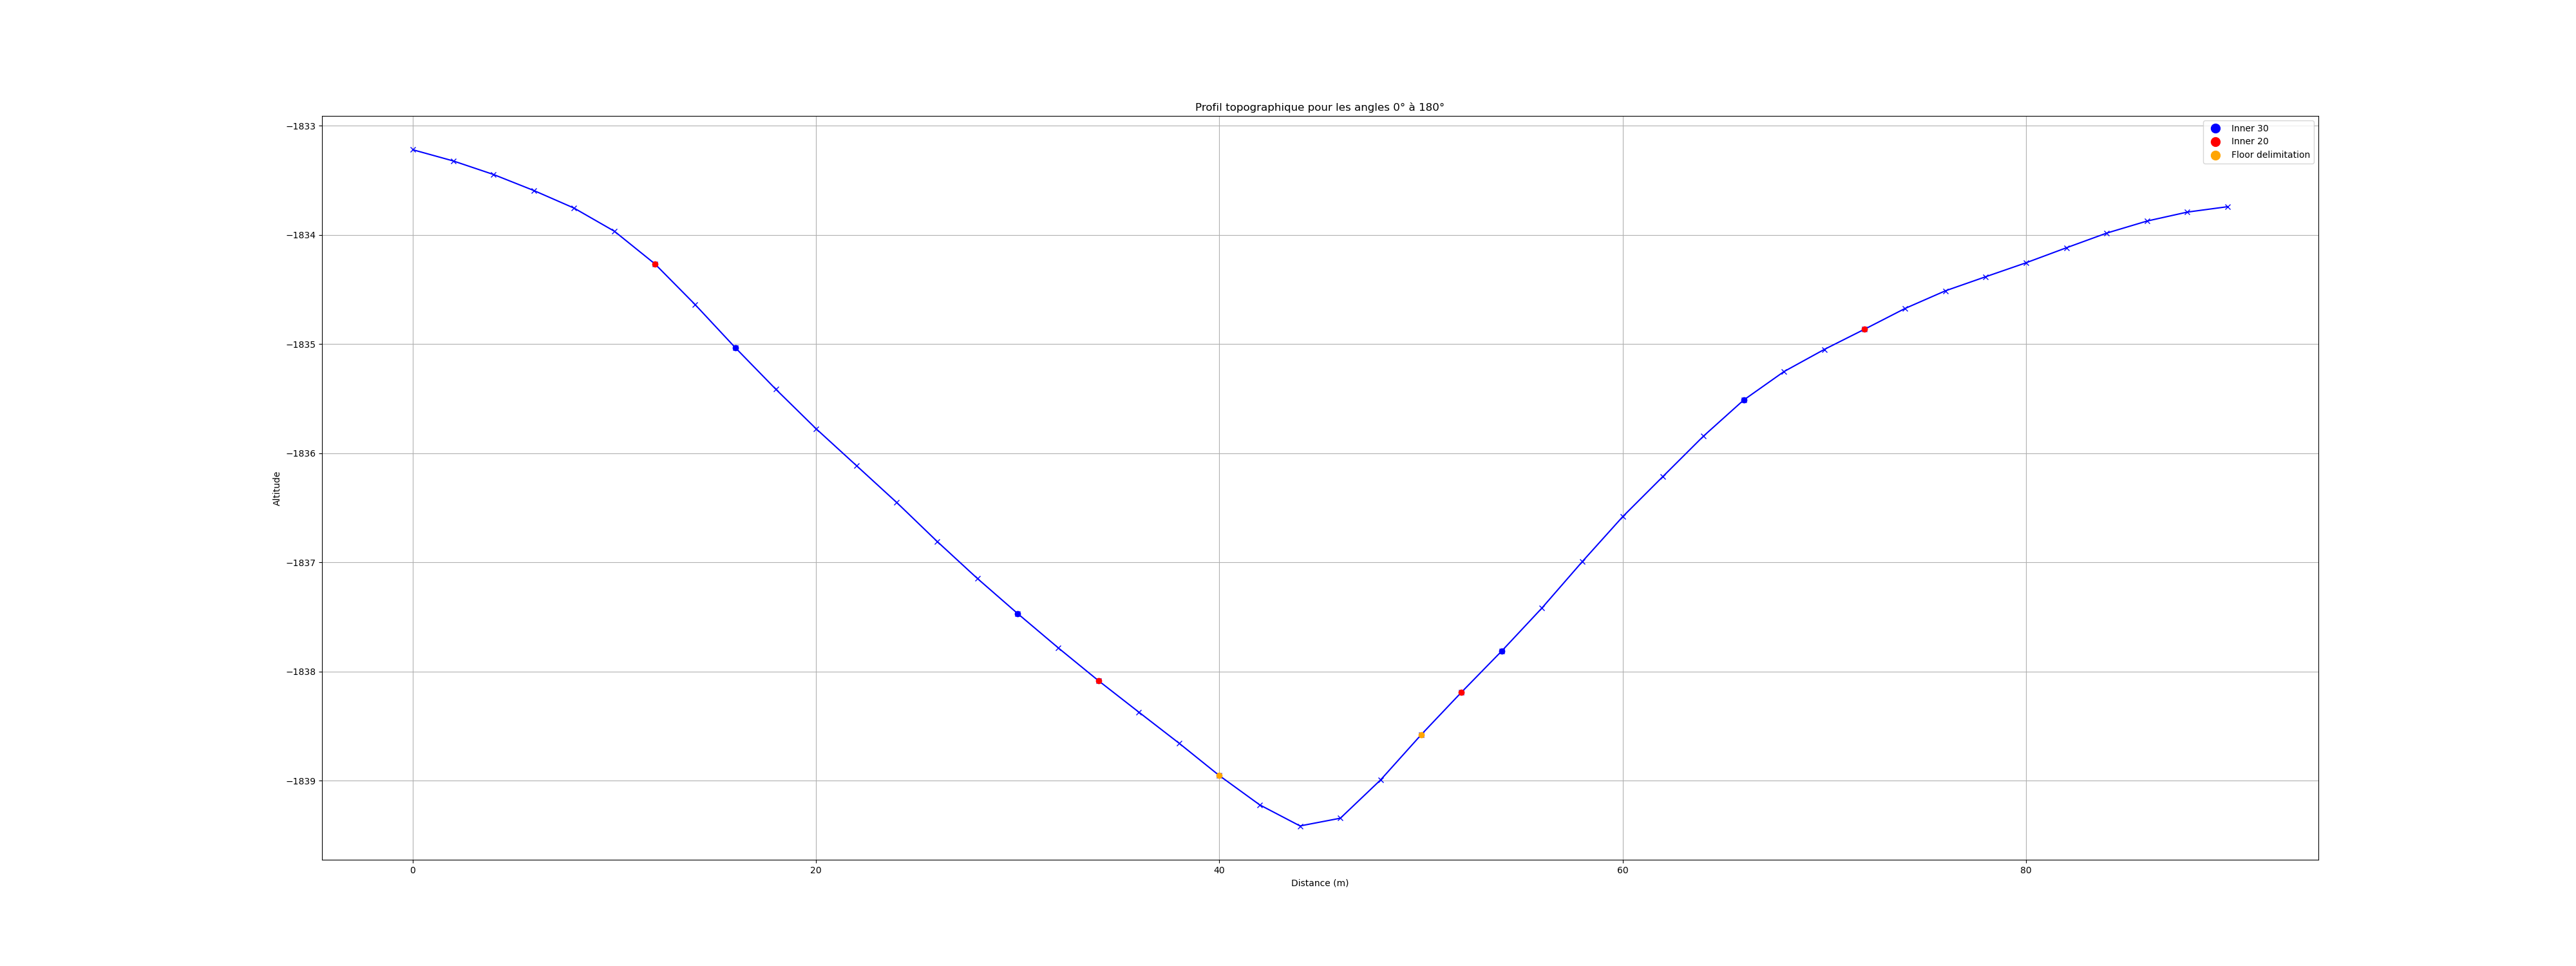 Profil topographique pour les angles 0° à 180°
Inner 30
Inner 20
Floor delimitation
−1833
−1834
−1835
−1836
−1837
−1838
−1839
Altitude
0 20 40 60 80
Distance (m)